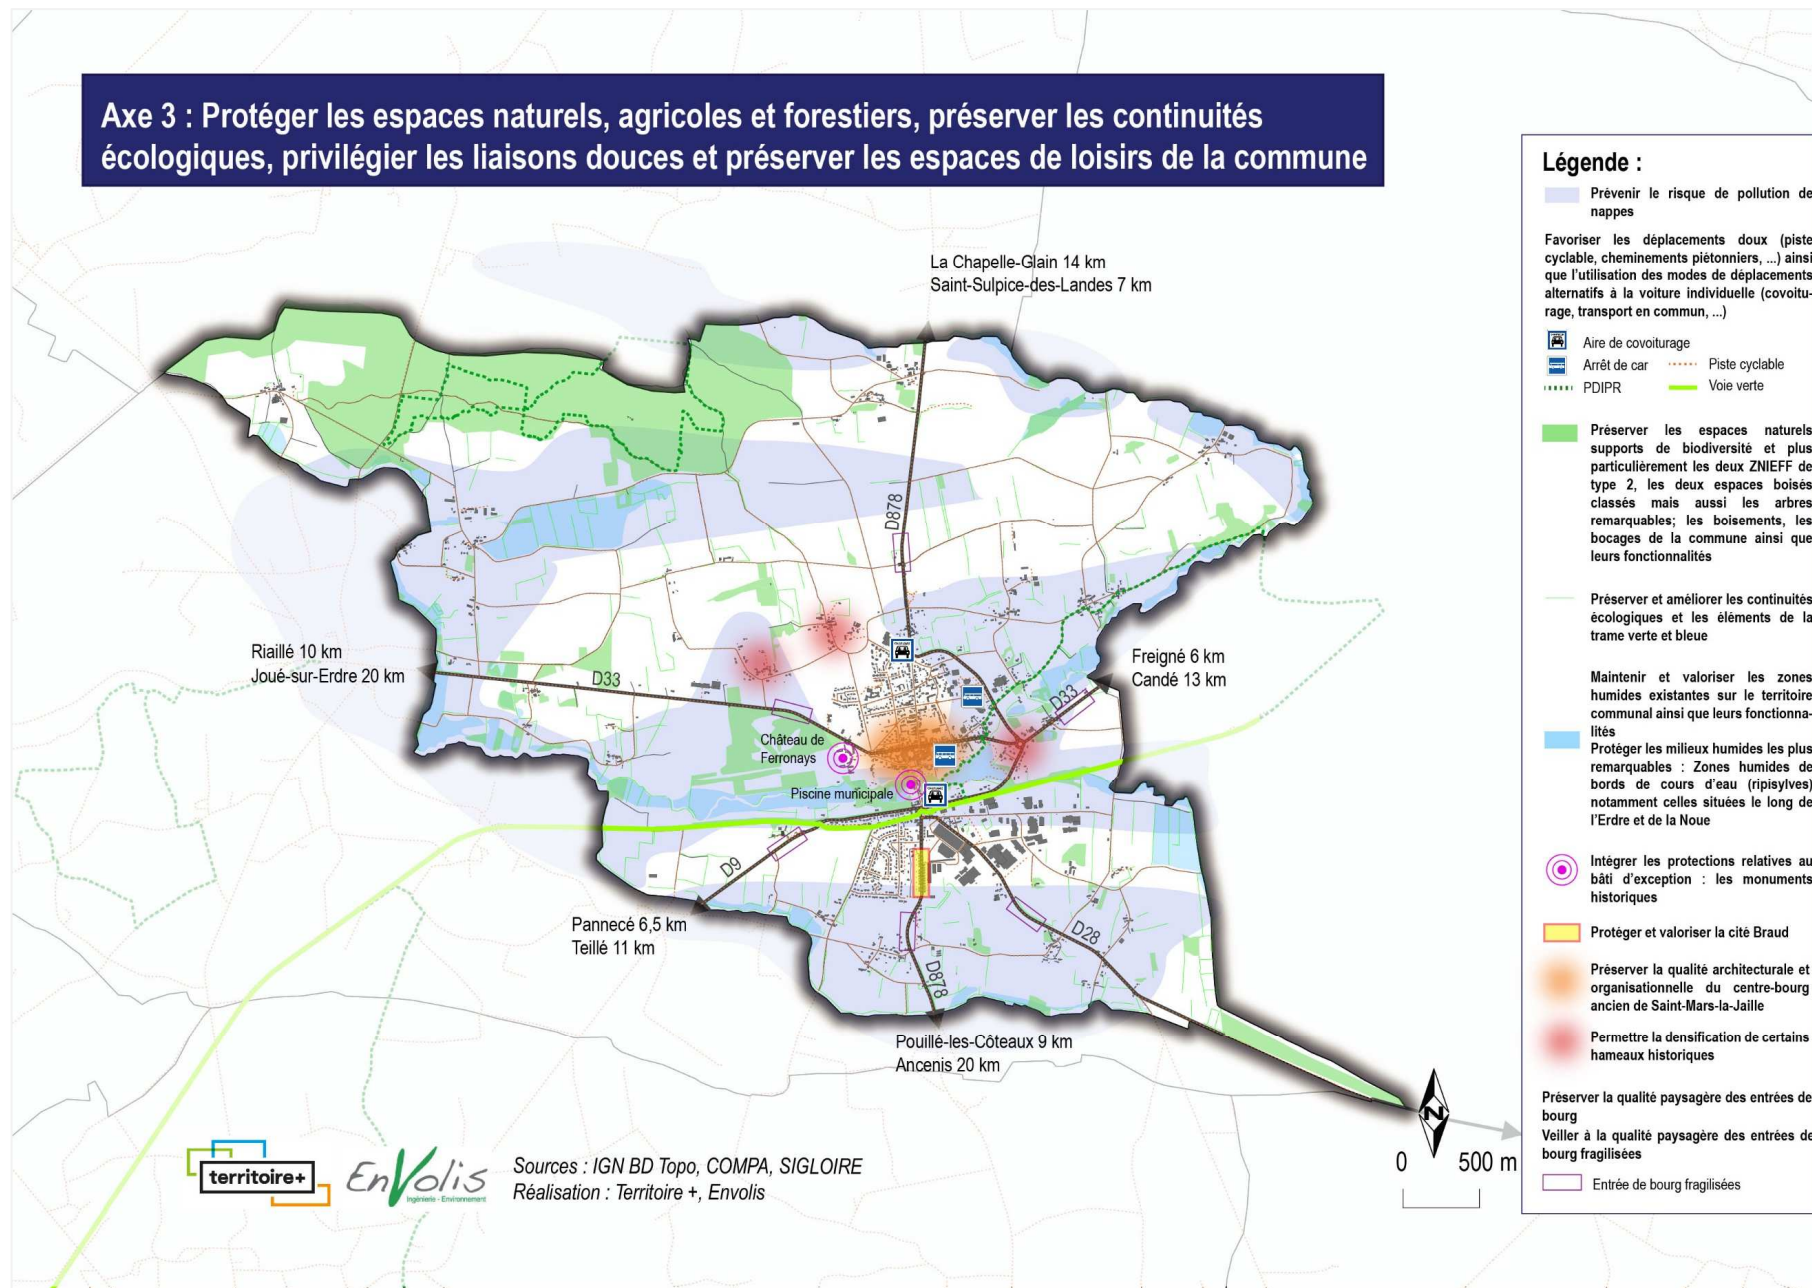 Axe 3 : Protéger les espaces naturels, agricoles et forestiers, préserver les continuités
écologiques, privilégier les liaisons douces et préserver les espaces de loisirs de la commune
La Chapelle-Glain 14 km
Saint-Sulpice-des-Landes 7 km
D878
Riaillé 10 km
Joué-sur-Erdre 20 km
D33
Freigné 6 km
Candé 13 km
D33
Château de
Ferronays
Piscine municipale
D9
Pannecé 6,5 km
Teillé 11 km
D28
D878
Pouillé-les-Côteaux 9 km
Ancenis 20 km
Légende :
Prévenir le risque de pollution de
nappes
Favoriser les déplacements doux (piste
cyclable, cheminements piétonniers, ...) ainsi
que l'utilisation des modes de déplacements
alternatifs à la voiture individuelle (covoitu-
rage, transport en commun, ...)
Aire de covoiturage
Arrêt de car
Piste cyclable
PDIPR
Voie verte
Préserver les espaces naturels
supports de biodiversité et plus
particulièrement les deux ZNIEFF de
type 2, les deux espaces boisés
classés mais aussi les arbres
remarquables; les boisements, les
bocages de la commune ainsi que
leurs fonctionnalités
Préserver et améliorer les continuités
écologiques et les éléments de la
trame verte et bleue
Maintenir et valoriser les zones
humides existantes sur le territoire
communal ainsi que leurs fonctionna-
lités
Protéger les milieux humides les plus
remarquables : Zones humides de
bords de cours d'eau (ripisylves)
notamment celles situées le long de
l'Erdre et de la Noue
Intégrer les protections relatives au
bâti d'exception : les monuments
historiques
Protéger et valoriser la cité Braud
Préserver la qualité architecturale et
organisationnelle du centre-bourg
ancien de Saint-Mars-la-Jaille
Permettre la densification de certains
hameaux historiques
Préserver la qualité paysagère des entrées de
bourg
Veiller à la qualité paysagère des entrées de
bourg fragilisées
Entrée de bourg fragilisées
N
0 500 m
territoire+
EnVolis
Ingénierie - Environnement
Sources : IGN BD Topo, COMPA, SIGLOIRE
Réalisation : Territoire +, Envolis